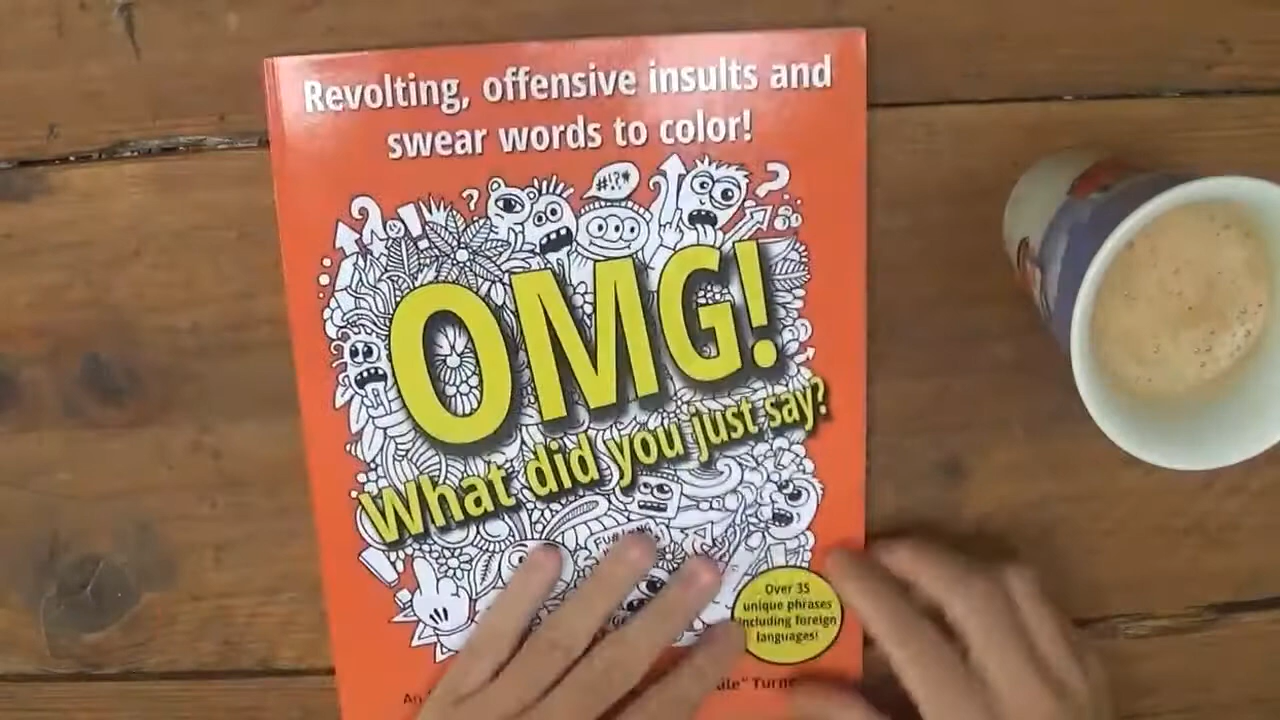 Revolting, offensive insults and
swear words to color!
#!?*
OMG!
What did you just say?
Over 35
unique phrases
including foreign
languages!